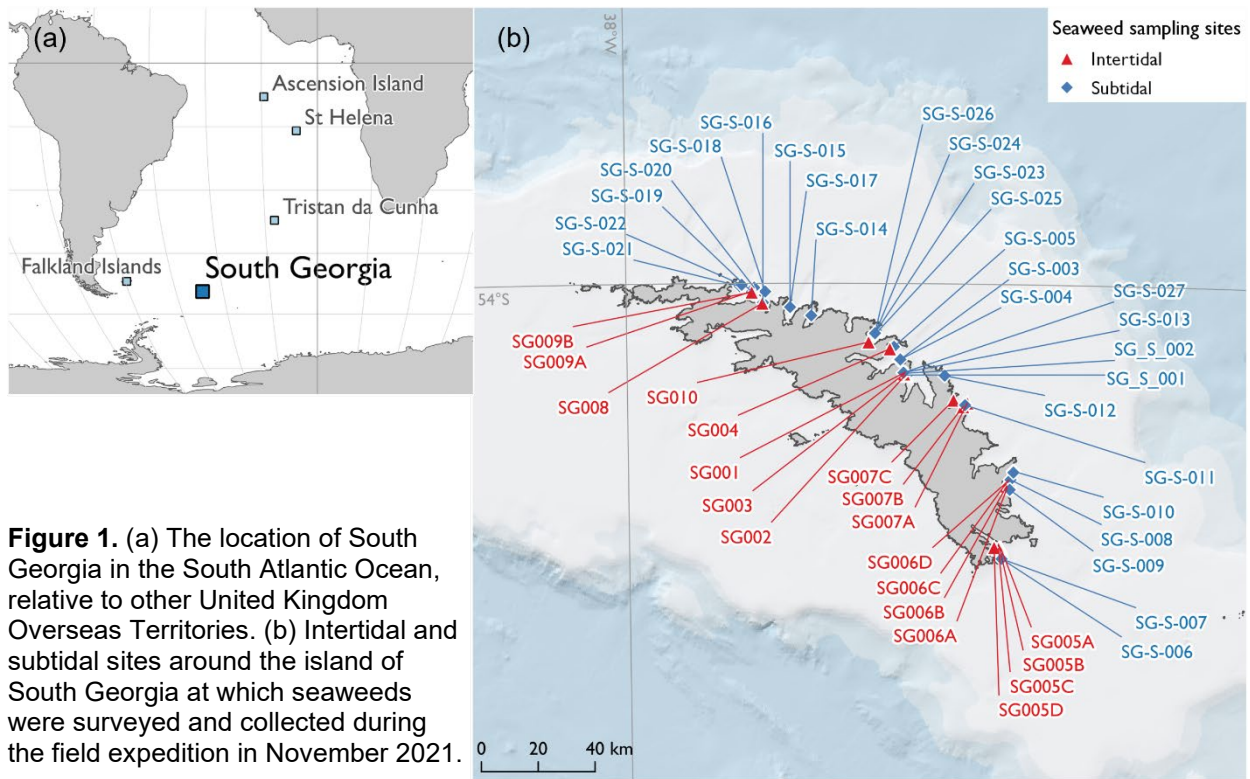 (a)
Ascension Island
St Helena
Tristan da Cunha
Falkland Islands
South Georgia
(b)
38°W
54°S
Seaweed sampling sites
Intertidal
Subtidal
SG-S-016
SG-S-018
SG-S-020
SG-S-019
SG-S-022
SG-S-021
SG-S-015
SG-S-017
SG-S-014
SG-S-026
SG-S-024
SG-S-023
SG-S-025
SG-S-005
SG-S-003
SG-S-004
SG-S-027
SG-S-013
SG_S_002
SG_S_001
SG-S-012
SG-S-011
SG-S-010
SG-S-008
SG-S-009
SG-S-007
SG-S-006
SG009B
SG009A
SG008
SG010
SG004
SG001
SG003
SG002
SG007C
SG007B
SG007A
SG006D
SG006C
SG006B
SG006A
SG005A
SG005B
SG005C
SG005D
0 20 40 km
Figure 1. (a) The location of South
Georgia in the South Atlantic Ocean,
relative to other United Kingdom
Overseas Territories. (b) Intertidal and
subtidal sites around the island of
South Georgia at which seaweeds
were surveyed and collected during
the field expedition in November 2021.